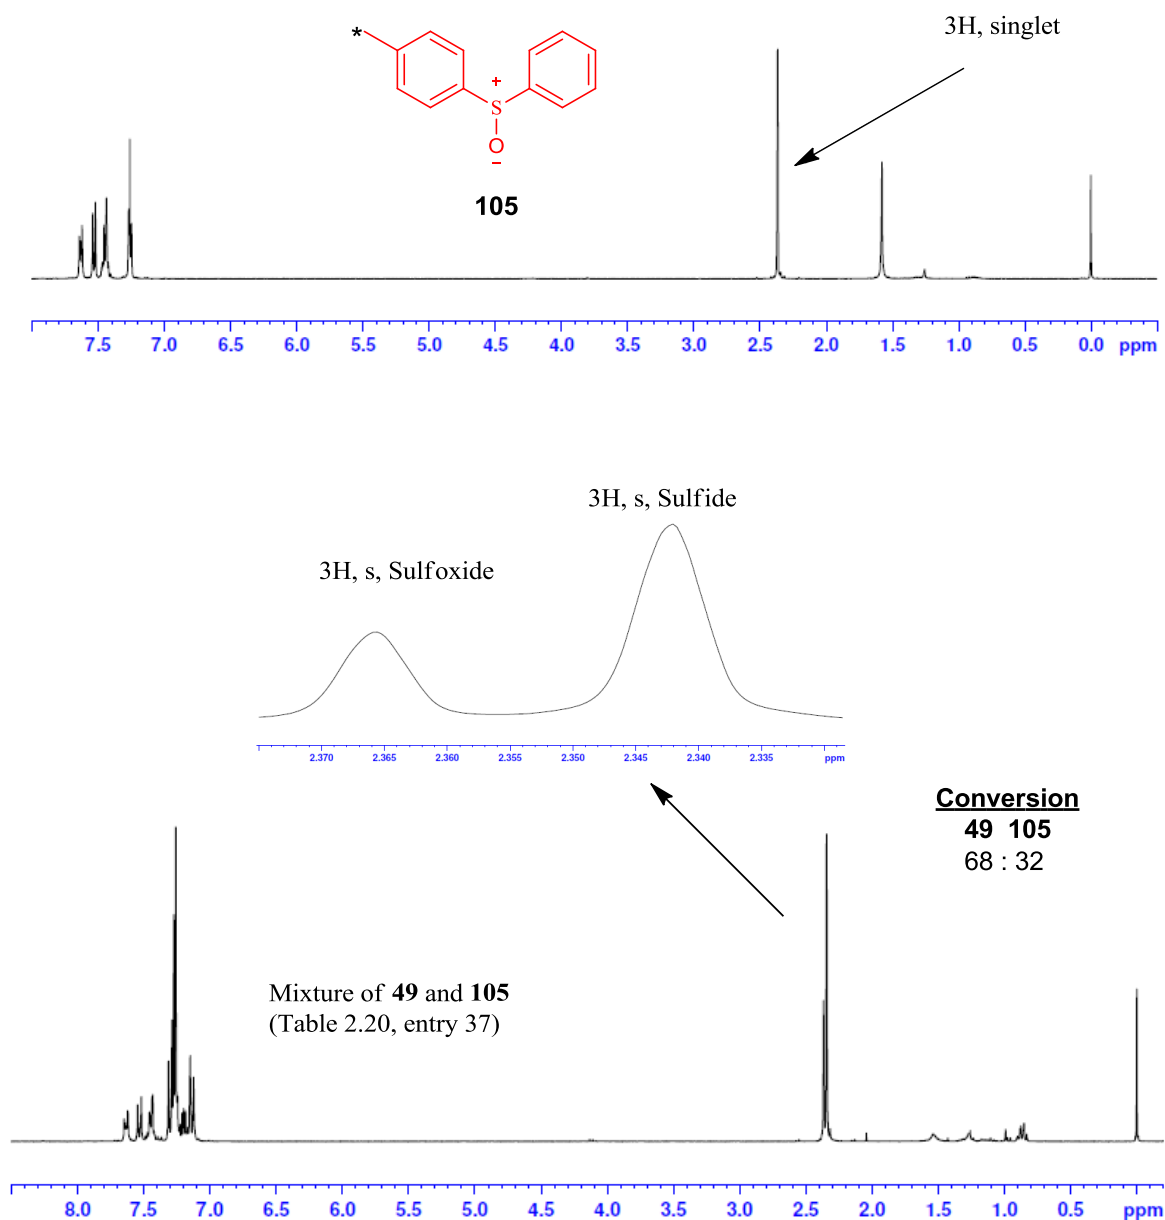 3H, singlet
*
+
S
O
−
105
7.5 7.0 6.5 6.0 5.5 5.0 4.5 4.0 3.5 3.0 2.5 2.0 1.5 1.0 0.5 0.0 ppm
3H, s, Sulfide
3H, s, Sulfoxide
2.370 2.365 2.360 2.355 2.350 2.345 2.340 2.335 ppm
Conversion
49 105
68 : 32
Mixture of 49 and 105
(Table 2.20, entry 37)
8.0 7.5 7.0 6.5 6.0 5.5 5.0 4.5 4.0 3.5 3.0 2.5 2.0 1.5 1.0 0.5 ppm